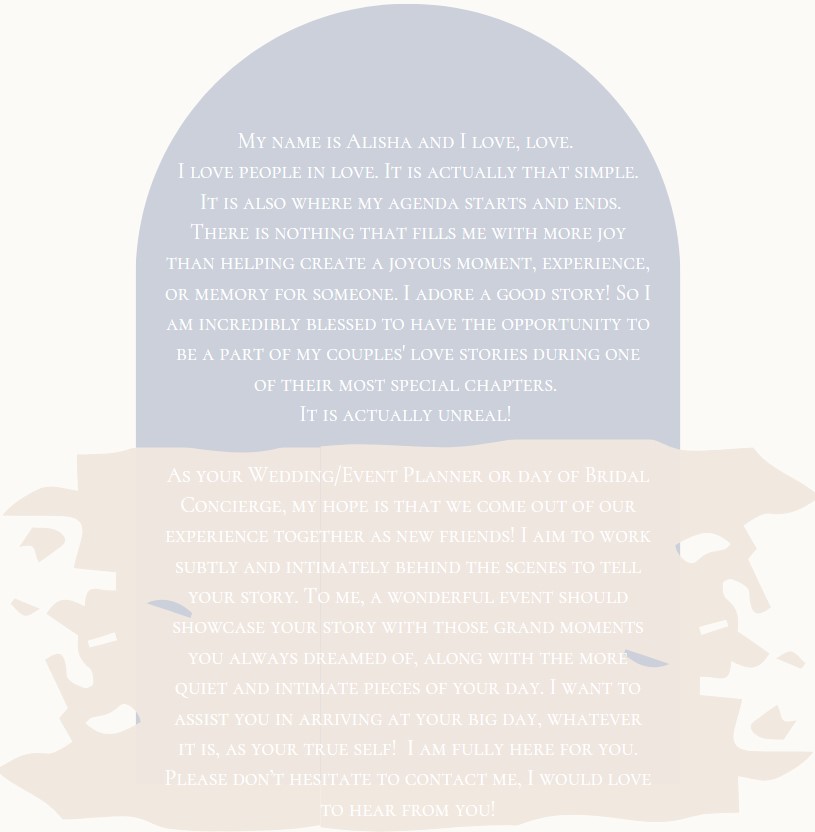 My name is Alisha and I love, love.
I love people in love. It is actually that simple.
It is also where my agenda starts and ends.
There is nothing that fills me with more joy
than helping create a joyous moment, experience,
or memory for someone. I adore a good story! So I
am incredibly blessed to have the opportunity to
be a part of my couples' love stories during one
of their most special chapters.
It is actually unreal!
As your Wedding/Event Planner or day of Bridal
Concierge, my hope is that we come out of our
experience together as new friends! I aim to work
subtly and intimately behind the scenes to tell
your story. To me, a wonderful event should
showcase your story with those grand moments
you always dreamed of, along with the more
quiet and intimate pieces of your day. I want to
assist you in arriving at your big day, whatever
it is, as your true self! I am fully here for you.
Please don't hesitate to contact me, I would love
to hear from you!